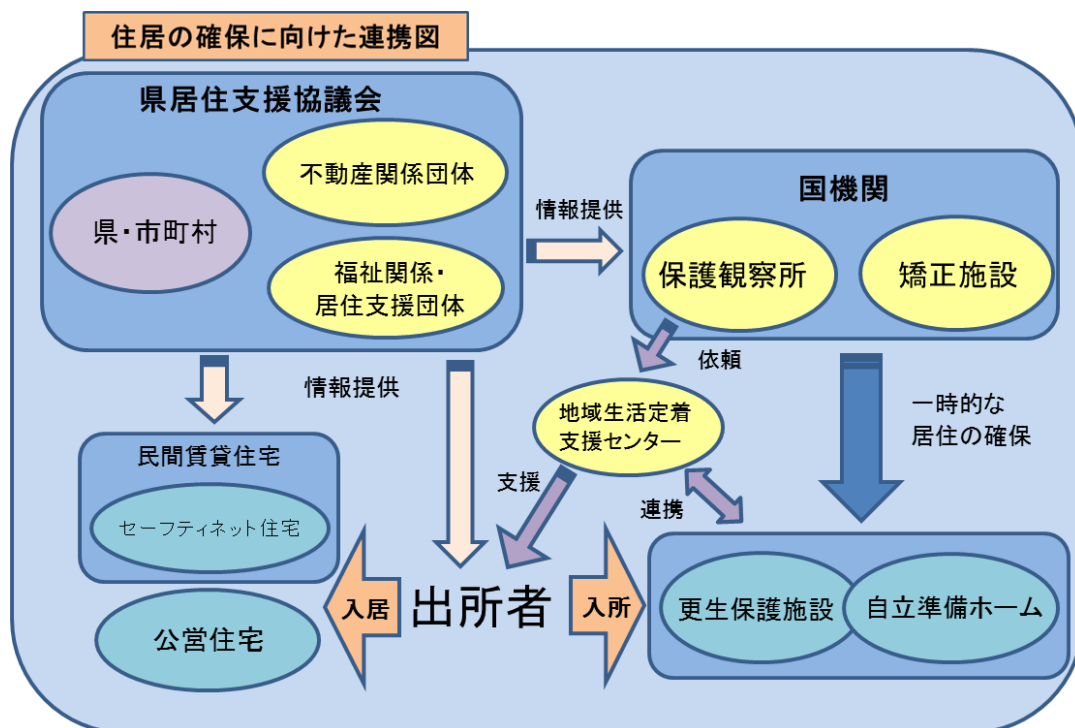 住居の確保に向けた連携図
県居住支援協議会
不動産関係団体
県・市町村
福祉関係・
居住支援団体
情報提供
国機関
保護観察所
矯正施設
依頼
情報提供
地域生活定着
支援センター
一時的な
居住の確保
民間賃貸住宅
セーフティネット住宅
支援
連携
公営住宅
入居
出所者
入所
更生保護施設
自立準備ホーム